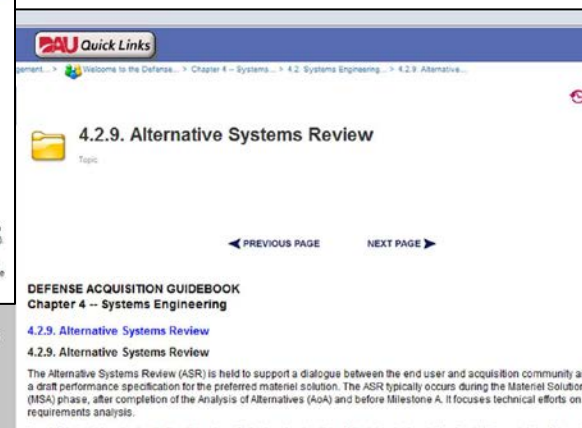 DAU Quick Links
gement... > Welcome to the Defense... > Chapter 4 – Systems... > 4.2. Systems Engineering... > 4.2.9. Alternative...
4.2.9. Alternative Systems Review
Topic
PREVIOUS PAGE NEXT PAGE
DEFENSE ACQUISITION GUIDEBOOK
Chapter 4 -- Systems Engineering
4.2.9. Alternative Systems Review
4.2.9. Alternative Systems Review
The Alternative Systems Review (ASR) is held to support a dialogue between the end user and acquisition community a
a draft performance specification for the preferred materiel solution. The ASR typically occurs during the Materiel Solution
(MSA) phase, after completion of the Analysis of Alternatives (AoA) and before Milestone A. It focuses technical efforts on
requirements analysis.